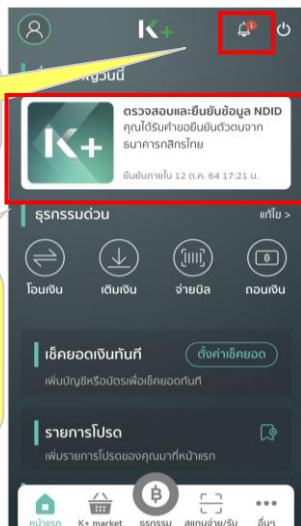 K+
วันนี้
K+
ตรวจสอบและยืนยันข้อมูล NDID
คุณได้รับคำขอยืนยันตัวตนจาก
ธนาคารกสิกรไทย
ยืนยันภายใน 12 ต.ค. 64 17:21 น.
ธุรกรรมด่วน
แก้ไข >
โอนเงิน
เติมเงิน
จ่ายบิล
ถอนเงิน
เช็คยอดเงินทันที
ตั้งค่าเช็คยอด
เพิ่มบัญชีหรือบัตรเพื่อเช็คยอดทันที
รายการโปรด
เพิ่มรายการโปรดของคุณมาที่หน้าแรก
หน้าแรก
K+ market
ธุรกรรม
สแกนจ่าย/รับ
อื่นๆ